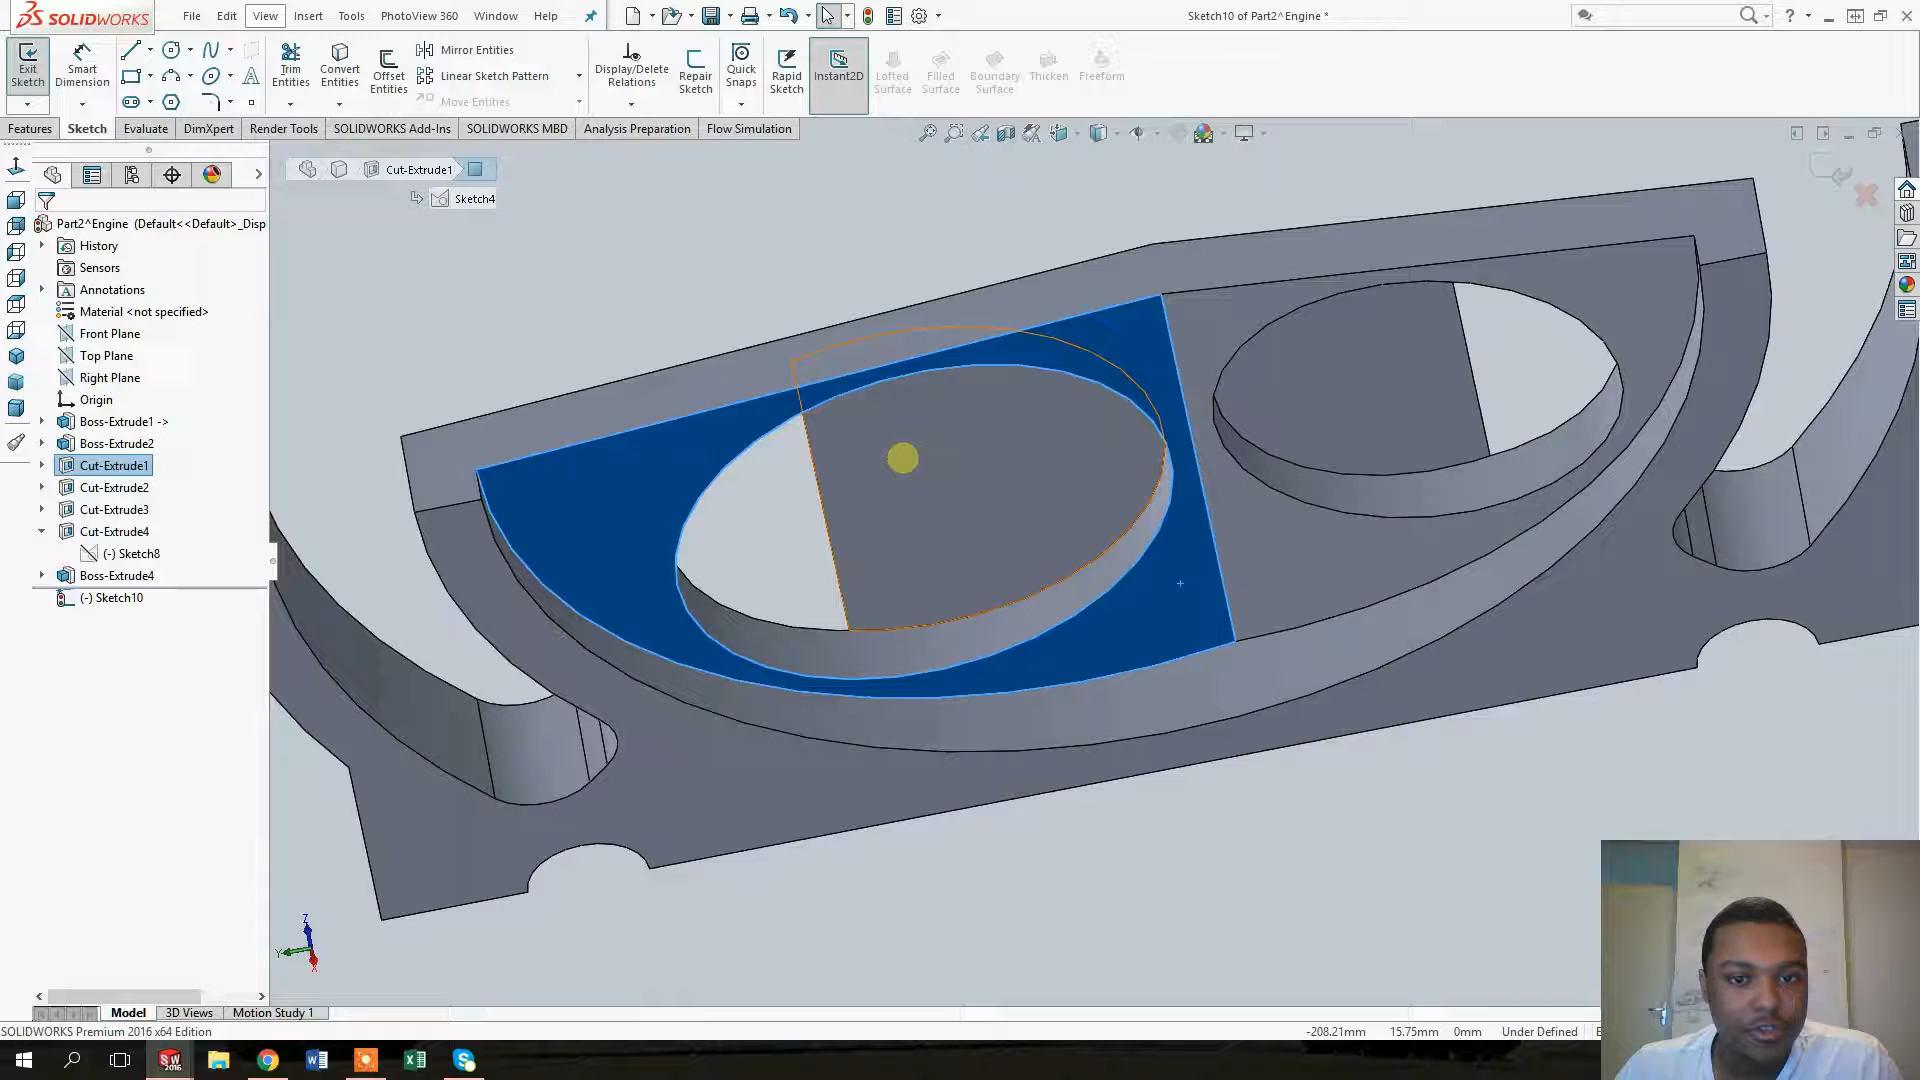 SOLIDWORKS
File Edit View Insert Tools PhotoView 360 Window Help
Sketch10 of Part2^Engine *
Exit Sketch
Smart Dimension
Trim Entities
Convert Entities
Offset Entities
Mirror Entities
Linear Sketch Pattern
Move Entities
Display/Delete Relations
Repair Sketch
Quick Snaps
Rapid Sketch
Instant2D
Lofted Surface
Filled Surface
Boundary Surface
Thicken
Freeform
Features Sketch Evaluate DimXpert Render Tools SOLIDWORKS Add-Ins SOLIDWORKS MBD Analysis Preparation Flow Simulation
Cut-Extrude1
Sketch4
Part2^Engine (Default<<Default>_Disp
History
Sensors
Annotations
Material <not specified>
Front Plane
Top Plane
Right Plane
Origin
Boss-Extrude1 ->
Boss-Extrude2
Cut-Extrude1
Cut-Extrude2
Cut-Extrude3
Cut-Extrude4
(-) Sketch8
Boss-Extrude4
(-) Sketch10
Z
Y
X
Model 3D Views Motion Study 1
SOLIDWORKS Premium 2016 x64 Edition
-208.21mm 15.75mm 0mm Under Defined
SW
2016